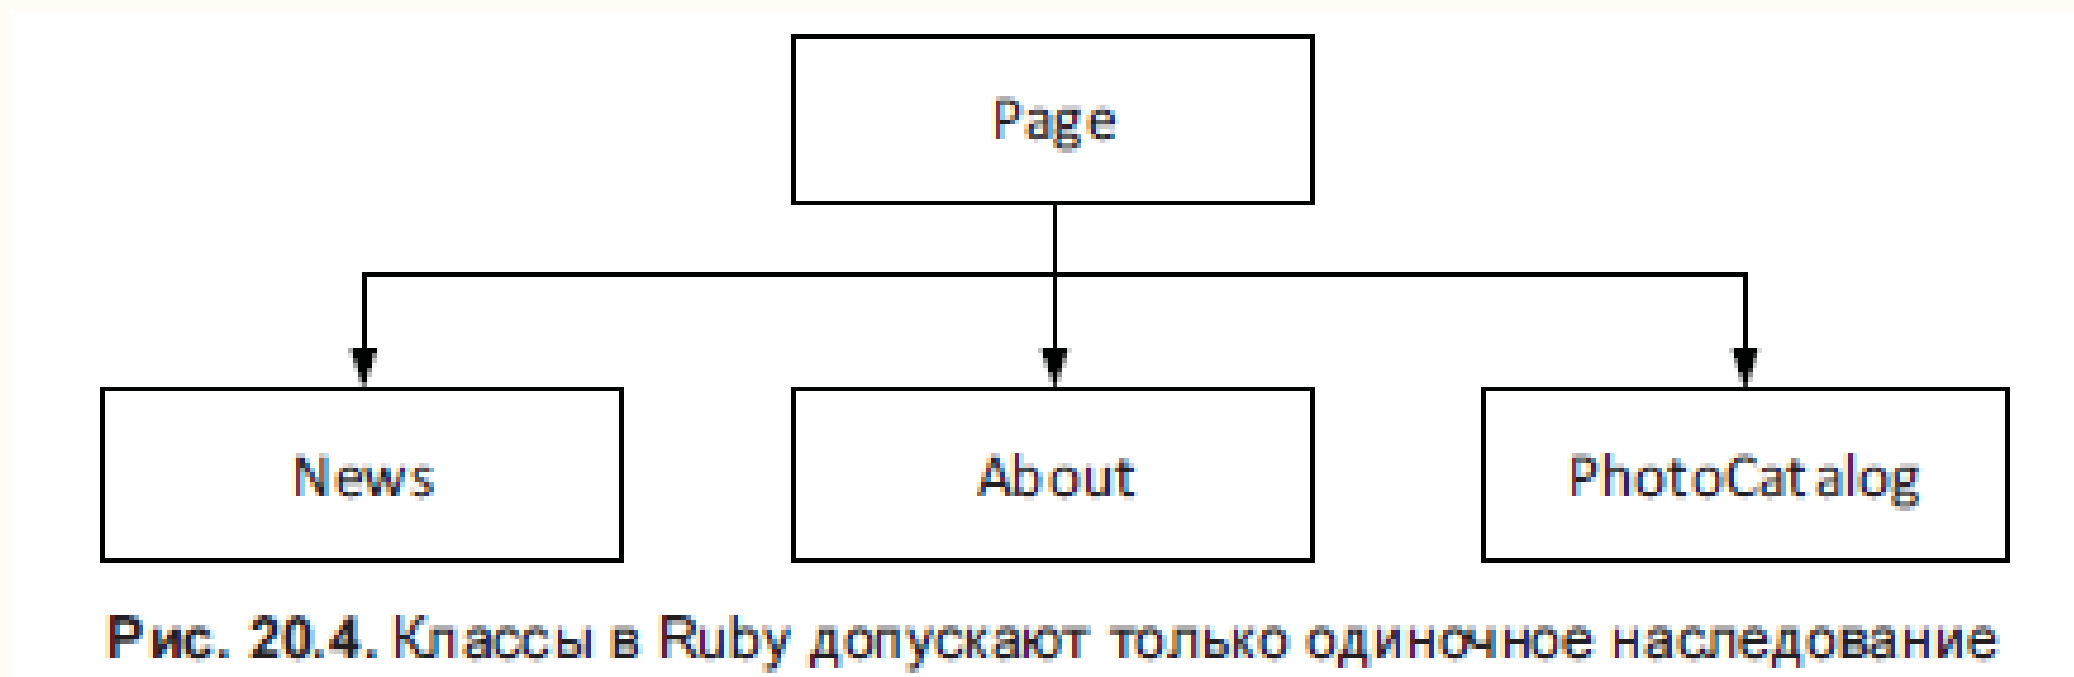 Page
News
About
PhotoCatalog
Рис. 20.4. Классы в Ruby допускают только одиночное наследование